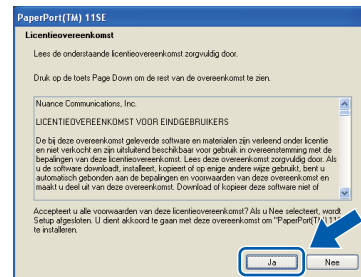 PaperPort(TM) 11SE
Licentieovereenkomst
Lees de onderstaande licentieovereenkomst zorgvuldig door.
Druk op de toets Page Down om de rest van de overeenkomst te zien.
Nuance Communications, Inc.
LICENTIEOVEREENKOMST VOOR EINDGEBRUIKERS
De bij deze overeenkomst geleverde software en materialen zijn verleend onder licentie
en niet verkocht en zijn uitsluitend beschikbaar voor gebruik in overeenstemming met de
bepalingen van deze licentieovereenkomst. Lees deze overeenkomst zorgvuldig door. Als
u de software downloadt, installeert, kopieert of op enige andere wijze gebruikt, bent u
automatisch gebonden aan de bepalingen en voorwaarden van deze overeenkomst en
maakt u deel uit van deze overeenkomst. Download of kopieer deze software niet of
Accepteert u alle voorwaarden van deze licentieovereenkomst? Als u Nee selecteert, wordt
Setup afgesloten. U dient akkoord te gaan met deze overeenkomst om "PaperPort(TM) 11
te installeren.
Ja
Nee